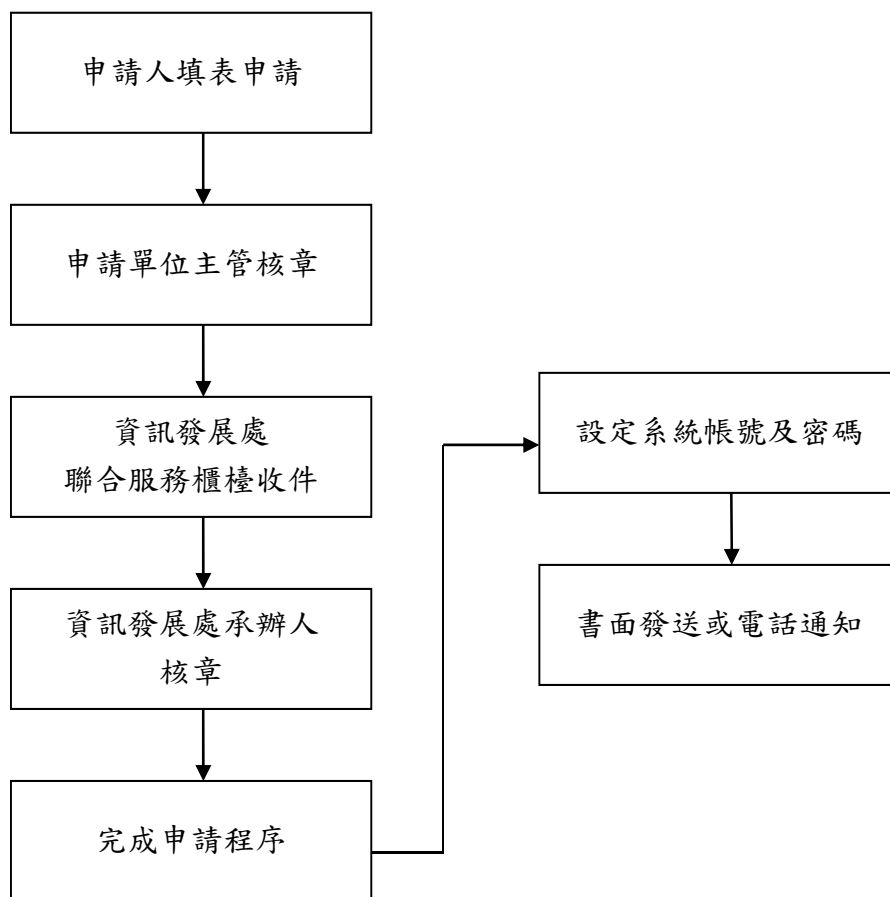 申請人填表申請
申請單位主管核章
資訊發展處
聯合服務櫃檯收件
資訊發展處承辦人
核章
完成申請程序
設定系統帳號及密碼
書面發送或電話通知